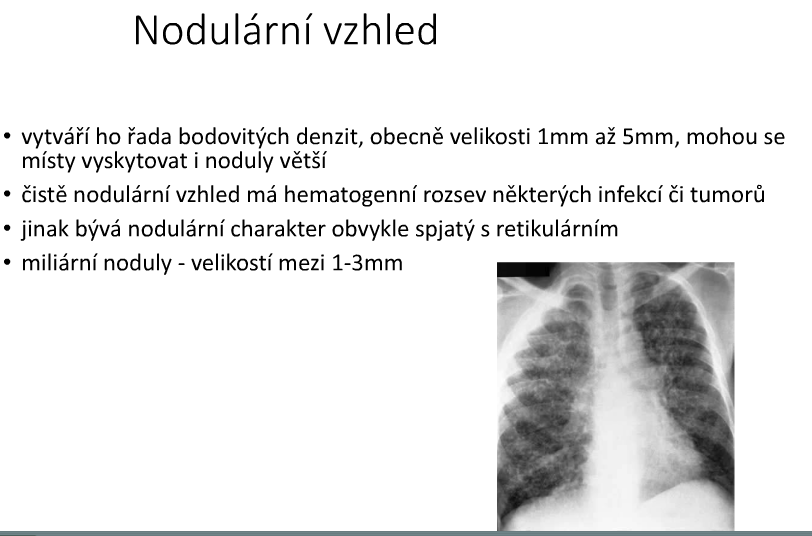 Nodulární vzhled
• vytváří ho řada bodovitých denzit, obecně velikosti 1mm až 5mm, mohou se
místy vyskytovat i noduly větší
• čistě nodulární vzhled má hematogenní rozsev některých infekcí či tumorů
• jinak bývá nodulární charakter obvykle spjatý s retikulárním
• miliární noduly - velikostí mezi 1-3mm